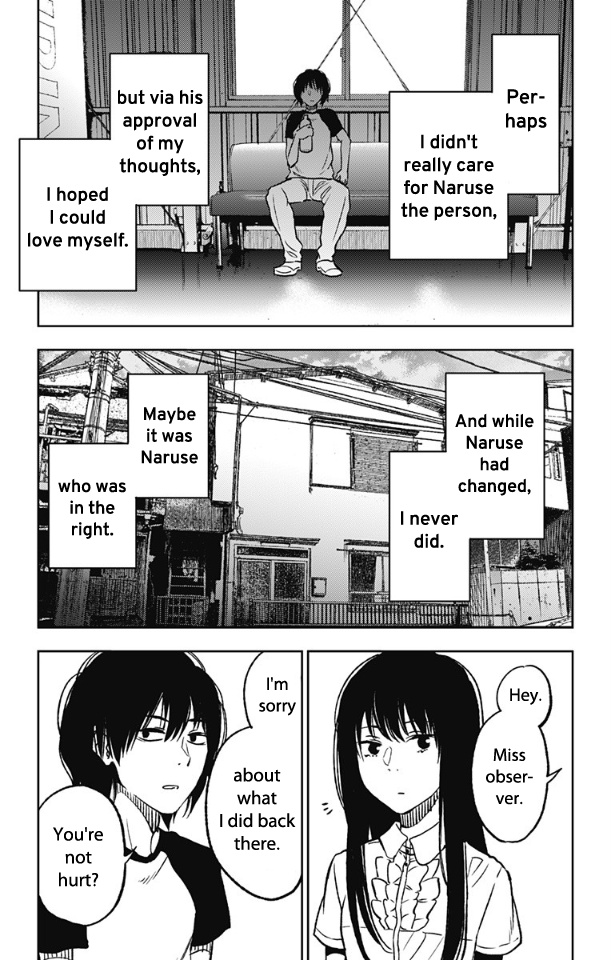 Per-
haps
I didn't
really care
for Naruse
the person,
but via his
approval
of my
thoughts,
I hoped
I could
love myself.
And while
Naruse
had
changed,
I never
did.
Maybe
it was
Naruse
who was
in the
right.
Hey.
Miss
obser-
ver.
I'm
sorry
about
what
I did back
there.
You're
not
hurt?